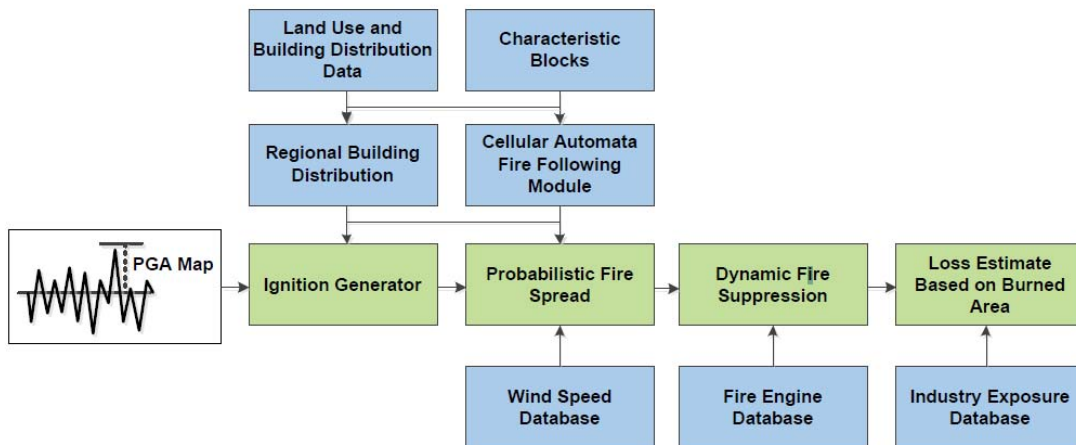 Land Use and
Building Distribution
Data
Characteristic
Blocks
Regional Building
Distribution
Cellular Automata
Fire Following
Module
PGA Map
Ignition Generator
Probabilistic Fire
Spread
Dynamic Fire
Suppression
Loss Estimate
Based on Burned
Area
Wind Speed
Database
Fire Engine
Database
Industry Exposure
Database